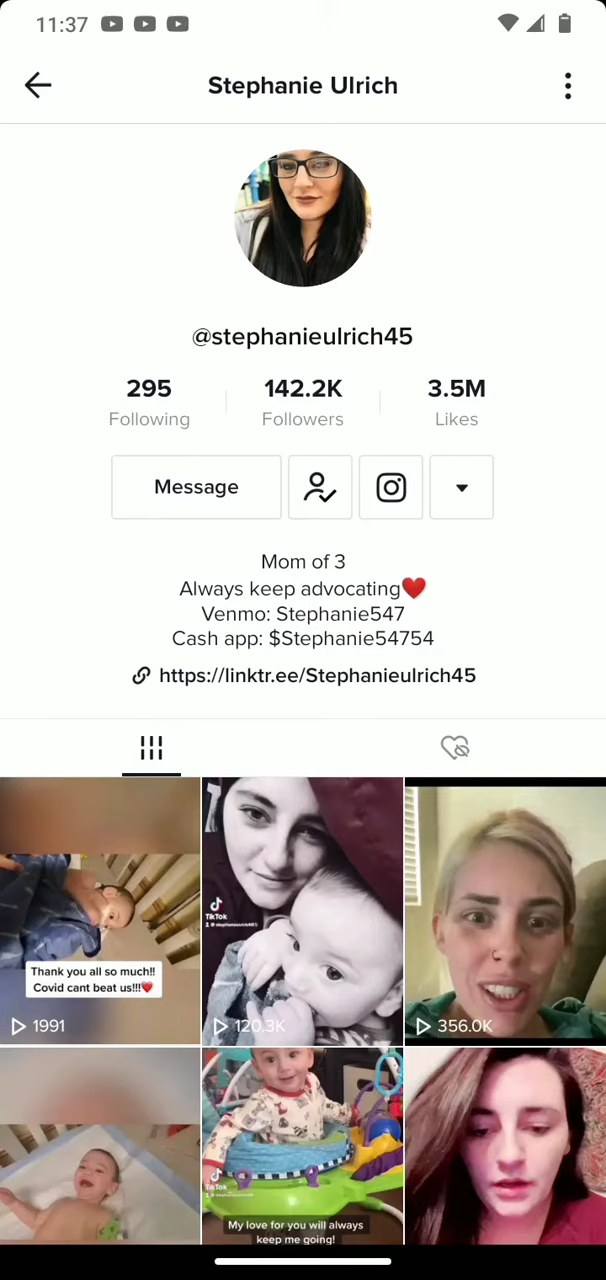 11:37
Stephanie Ulrich
@stephanieulrich45
295
Following
142.2K
Followers
3.5M
Likes
Message
Mom of 3
Always keep advocating❤️
Venmo: Stephanie547
Cash app: $Stephanie54754
https://linktr.ee/Stephanieulrich45
Thank you all so much!!
Covid cant beat us!!!❤️
1991
TikTok
120.3K
356.0K
TikTok
My love for you will always
keep me going!